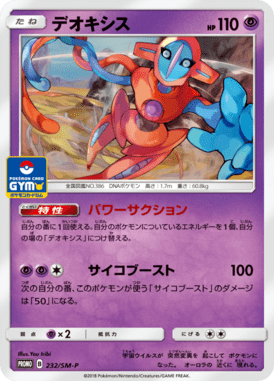 たね
デオキシス
HP 110
POKÉMON CARD
GYM
ポケモンカードジム
全国図鑑NO.386 DNAポケモン 高さ:1.7m 重さ:60.8kg
特性 パワーサクション
自分の番に1回使える。自分のポケモンについているエネルギーを1個、自分の場の「デオキシス」につけ替える。
サイコブースト 100
次の自分の番、このポケモンが使う「サイコブースト」のダメージは「50」になる。
弱点 ×2 抵抗力 にげる
Illus. You Iribi
PROMO 232/SM-P
宇宙ウイルスが 突然変異を 起こして ポケモンに なった。オーロラの 近くに 現れる。
©2018 Pokémon/Nintendo/Creatures/GAME FREAK.